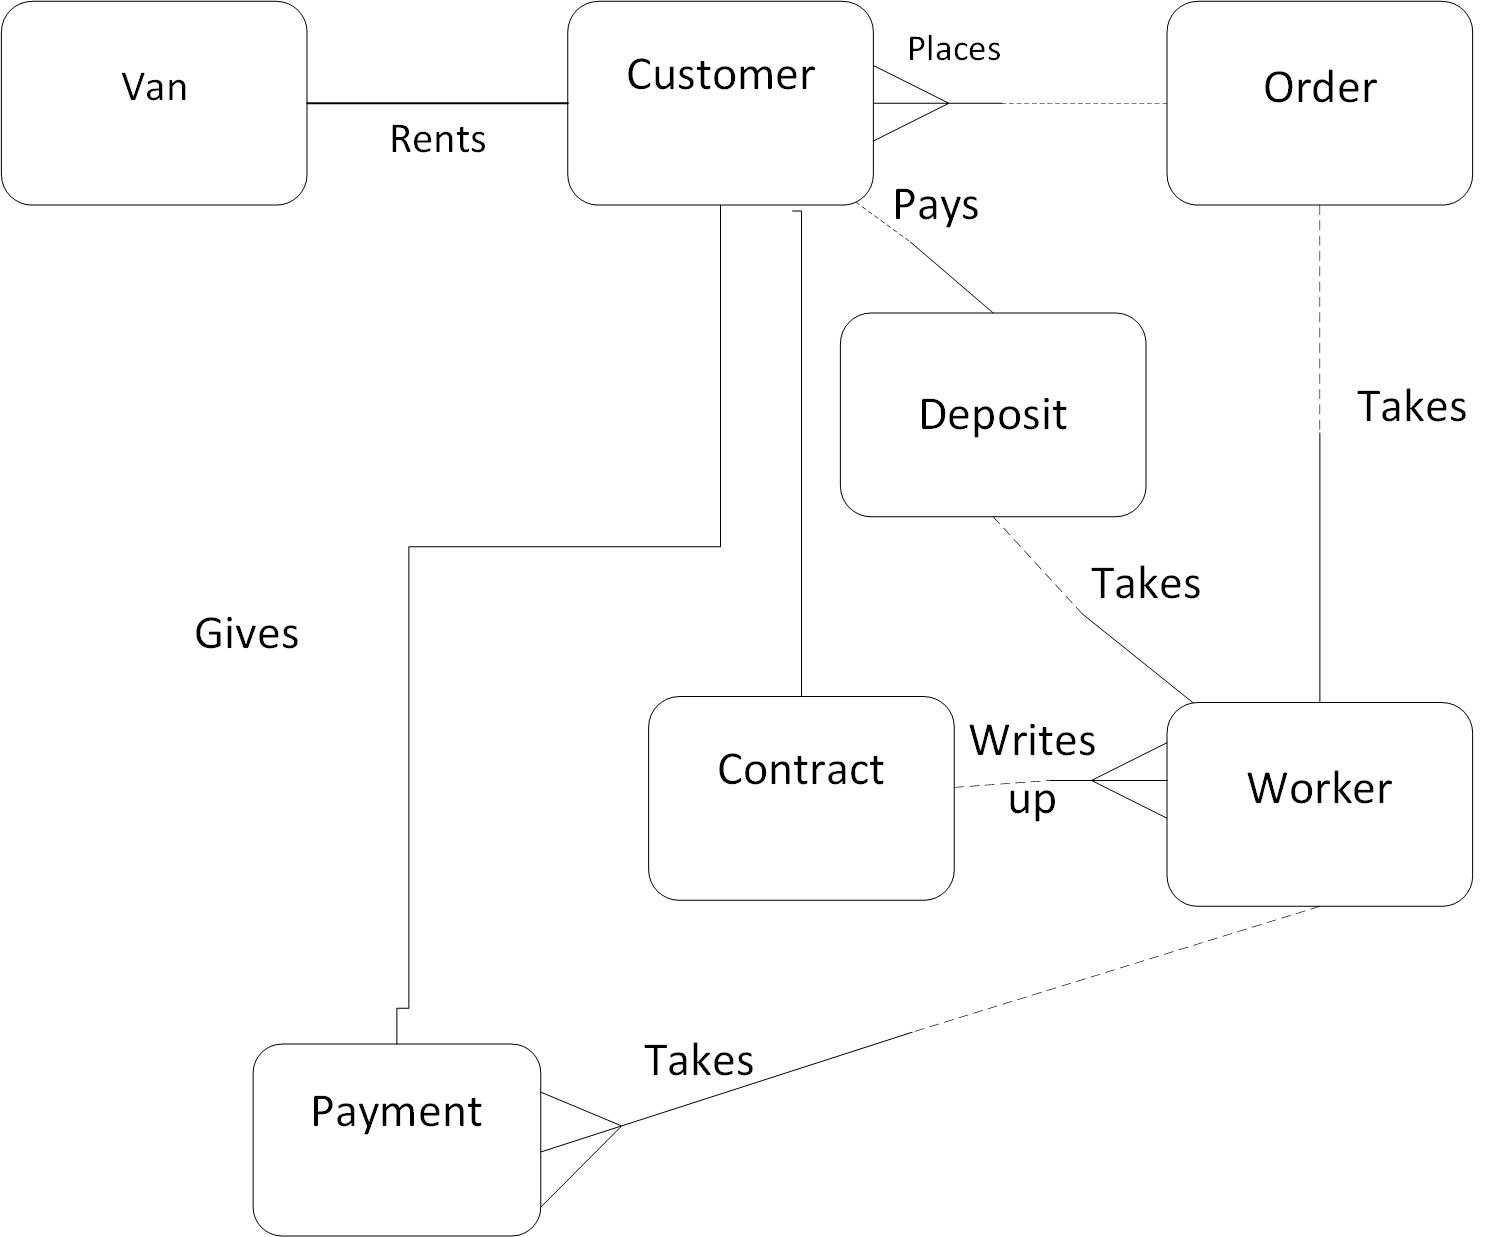 Van
Rents
Customer
Places
Order
Pays
Deposit
Takes
Takes
Gives
Contract
Writes
up
Worker
Payment
Takes